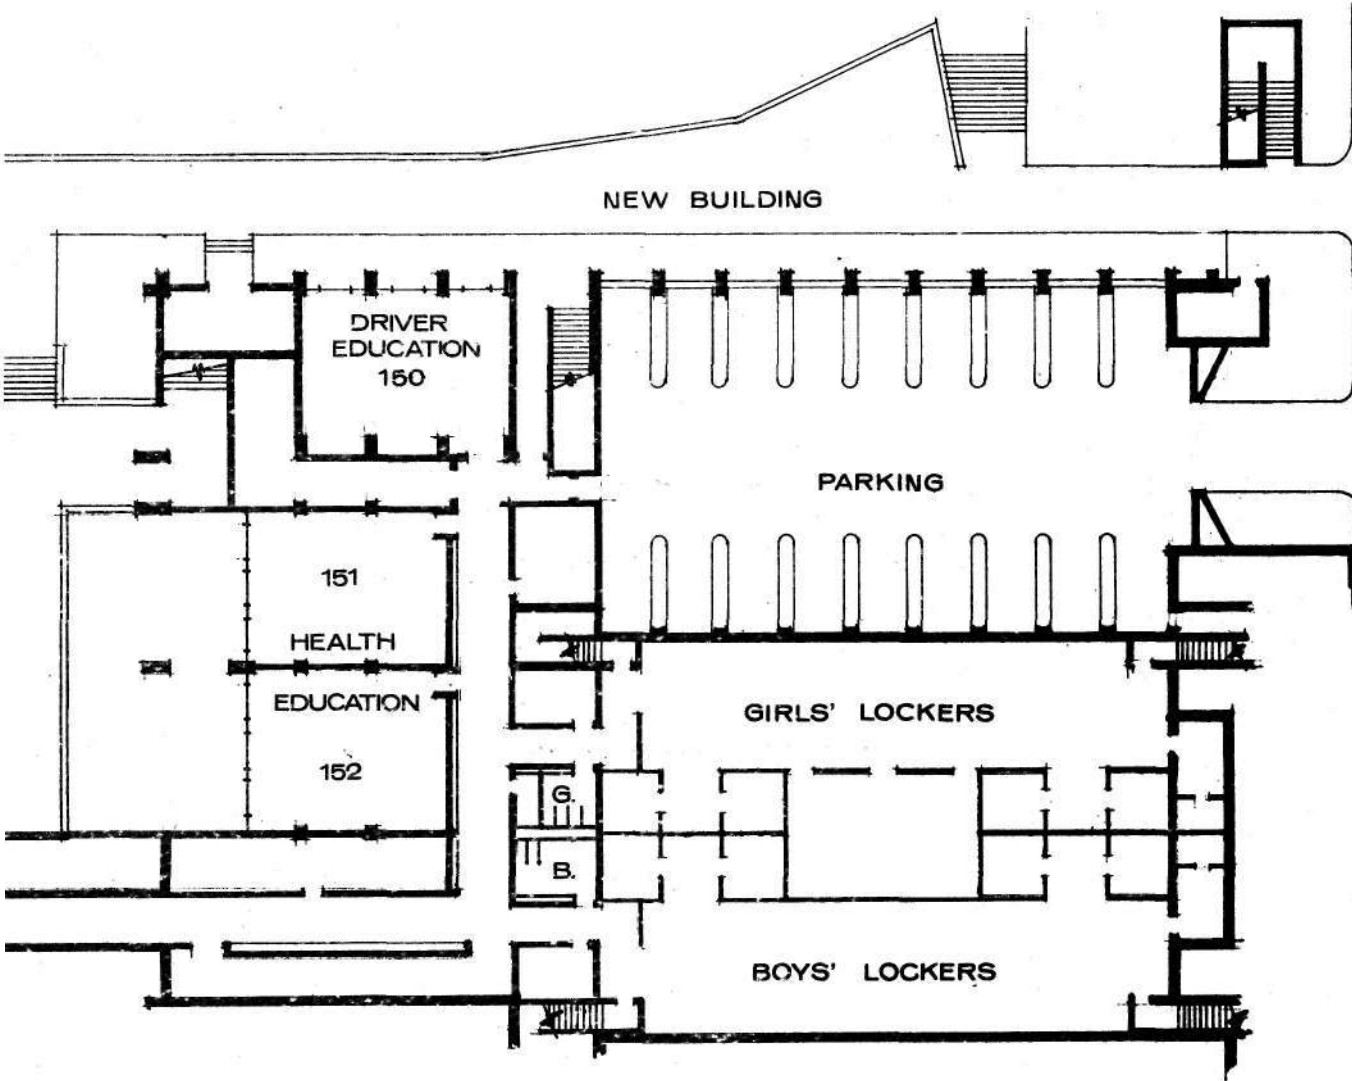 NEW BUILDING
DRIVER
EDUCATION
150
PARKING
151
HEALTH
EDUCATION
152
GIRLS' LOCKERS
G.
B.
BOYS' LOCKERS